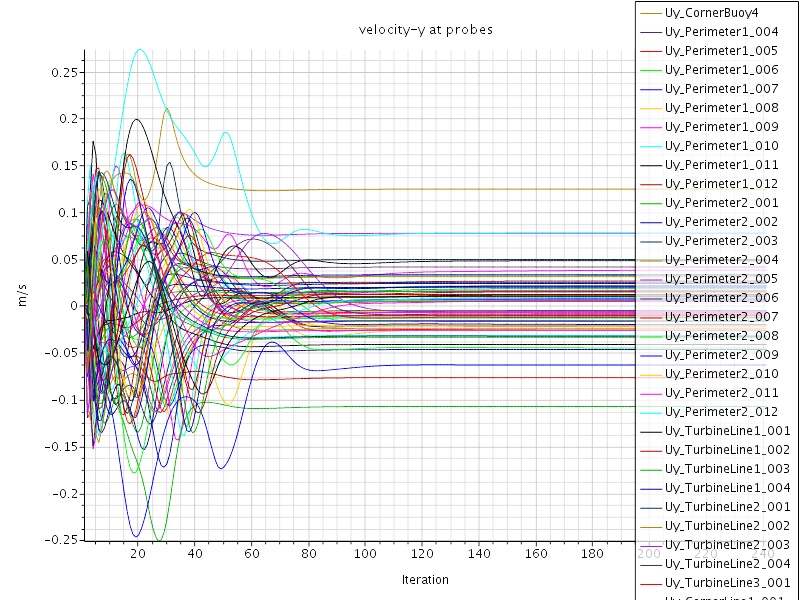 velocity-y at probes
0.25
0.2
0.15
0.1
0.05
0
-0.05
-0.1
-0.15
-0.2
-0.25
m/s
20
40
60
80
100
120
140
160
180
200
220
240
Iteration
Uy_CornerBuoy4
Uy_Perimeter1_004
Uy_Perimeter1_005
Uy_Perimeter1_006
Uy_Perimeter1_007
Uy_Perimeter1_008
Uy_Perimeter1_009
Uy_Perimeter1_010
Uy_Perimeter1_011
Uy_Perimeter1_012
Uy_Perimeter2_001
Uy_Perimeter2_002
Uy_Perimeter2_003
Uy_Perimeter2_004
Uy_Perimeter2_005
Uy_Perimeter2_006
Uy_Perimeter2_007
Uy_Perimeter2_008
Uy_Perimeter2_009
Uy_Perimeter2_010
Uy_Perimeter2_011
Uy_Perimeter2_012
Uy_TurbineLine1_001
Uy_TurbineLine1_002
Uy_TurbineLine1_003
Uy_TurbineLine1_004
Uy_TurbineLine2_001
Uy_TurbineLine2_002
Uy_TurbineLine2_003
Uy_TurbineLine2_004
Uy_TurbineLine3_001